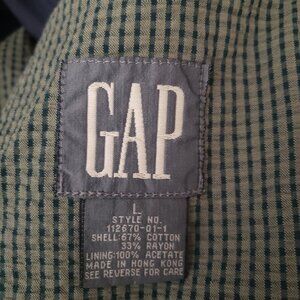 GAP
L
STYLE NO.
112670-01-1
SHELL:67% COTTON
33% RAYON
LINING:100% ACETATE
MADE IN HONG KONG
SEE REVERSE FOR CARE